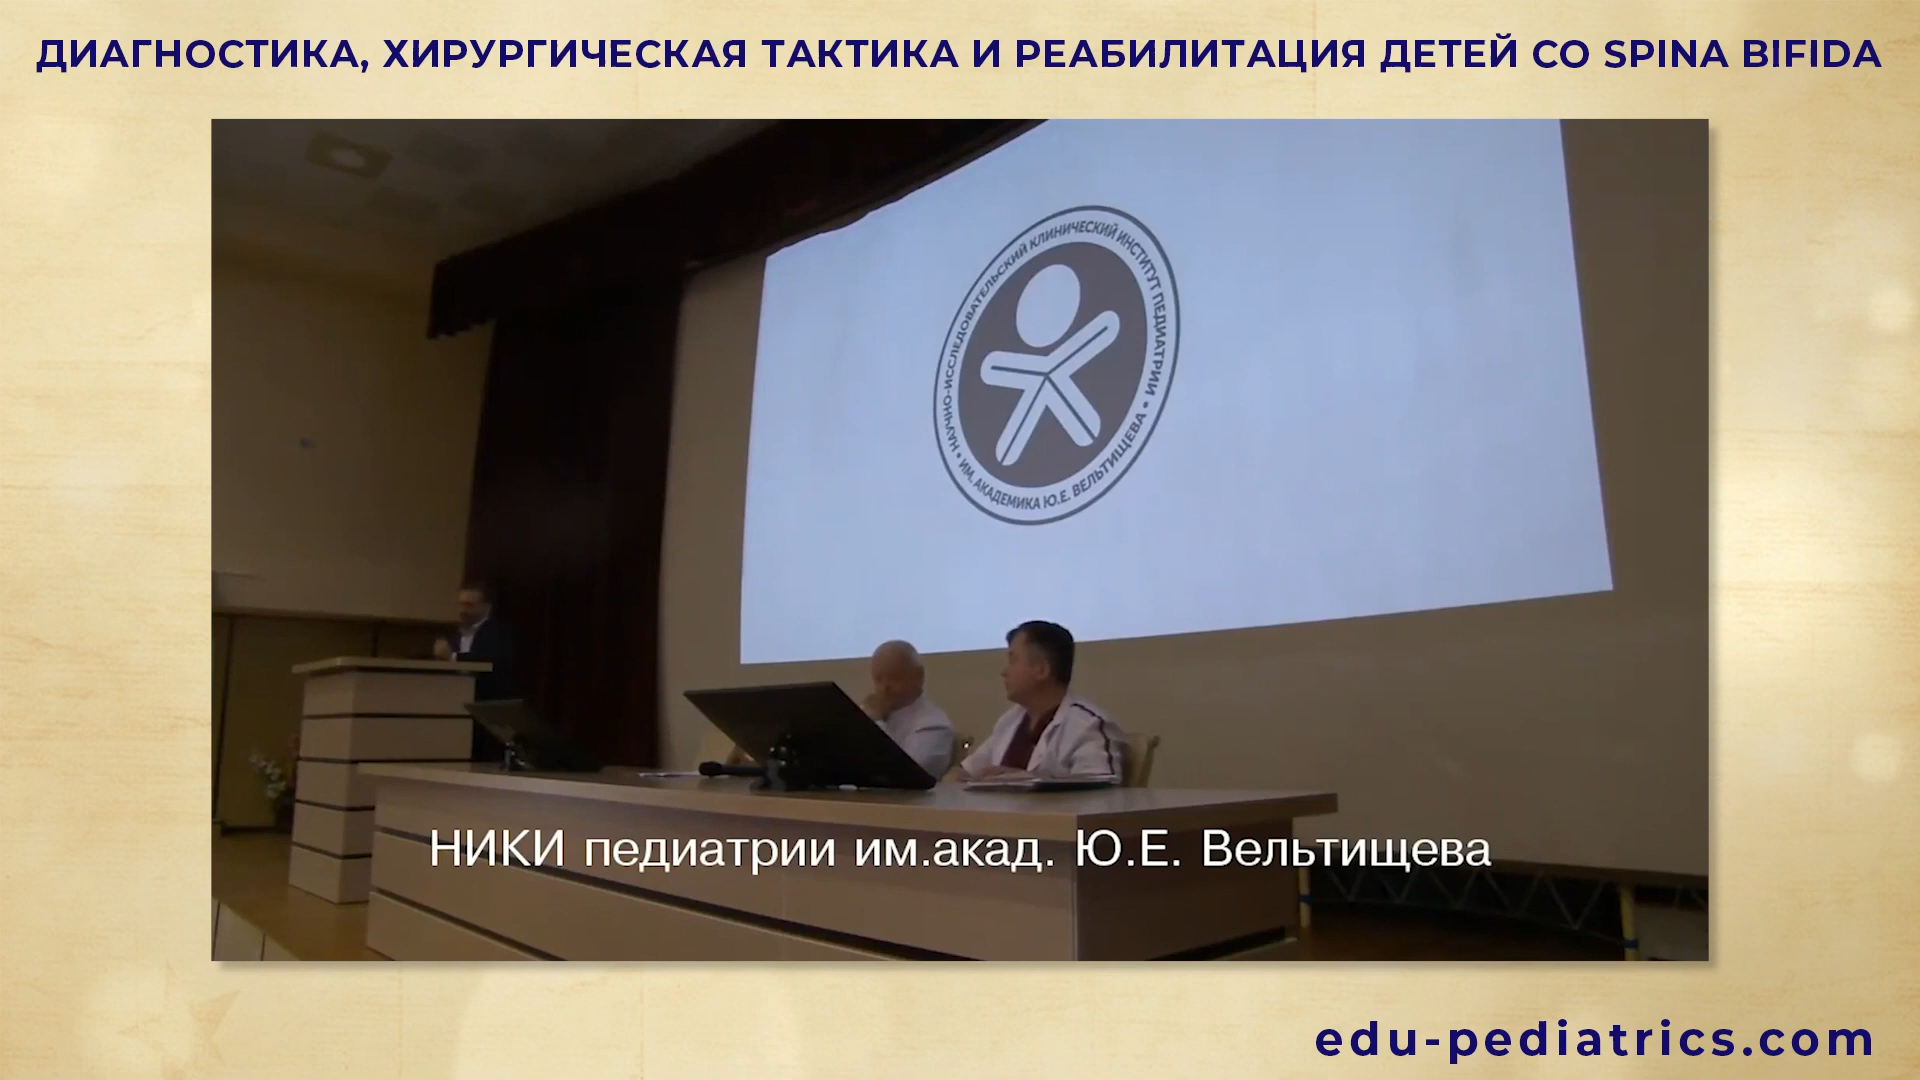 ДИАГНОСТИКА, ХИРУРГИЧЕСКАЯ ТАКТИКА И РЕАБИЛИТАЦИЯ ДЕТЕЙ СО SPINA BIFIDA
НАУЧНО-ИССЛЕДОВАТЕЛЬСКИЙ КЛИНИЧЕСКИЙ ИНСТИТУТ ПЕДИАТРИИ
• ИМ. АКАДЕМИКА Ю.Е. ВЕЛЬТИЩЕВА •
НИКИ педиатрии им.акад. Ю.Е. Вельтищева
edu-pediatrics.com